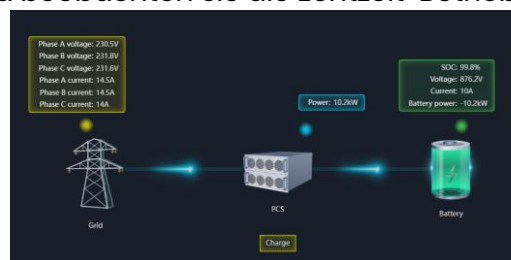 Phase A voltage: 230.5V
Phase B voltage: 231.8V
Phase C voltage: 231.6V
Phase A current: 14.5A
Phase B current: 14.5A
Phase C current: 14A
Power: 10.2kW
SOC: 99.8%
Voltage: 876.2V
Current: 10A
Battery power: -10.2kW
Grid
PCS
Battery
Charge